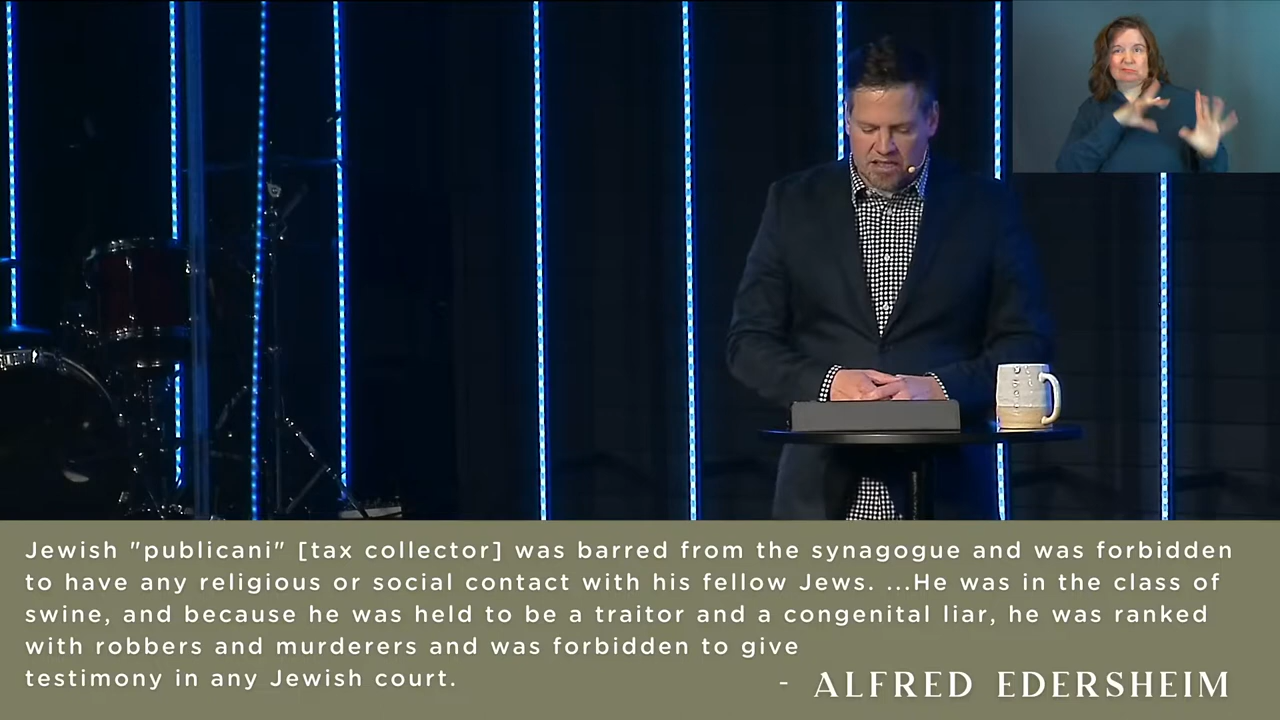 Jewish "publicani" [tax collector] was barred from the synagogue and was forbidden
to have any religious or social contact with his fellow Jews. ...He was in the class of
swine, and because he was held to be a traitor and a congenital liar, he was ranked
with robbers and murderers and was forbidden to give
testimony in any Jewish court.
- ALFRED EDERSHEIM